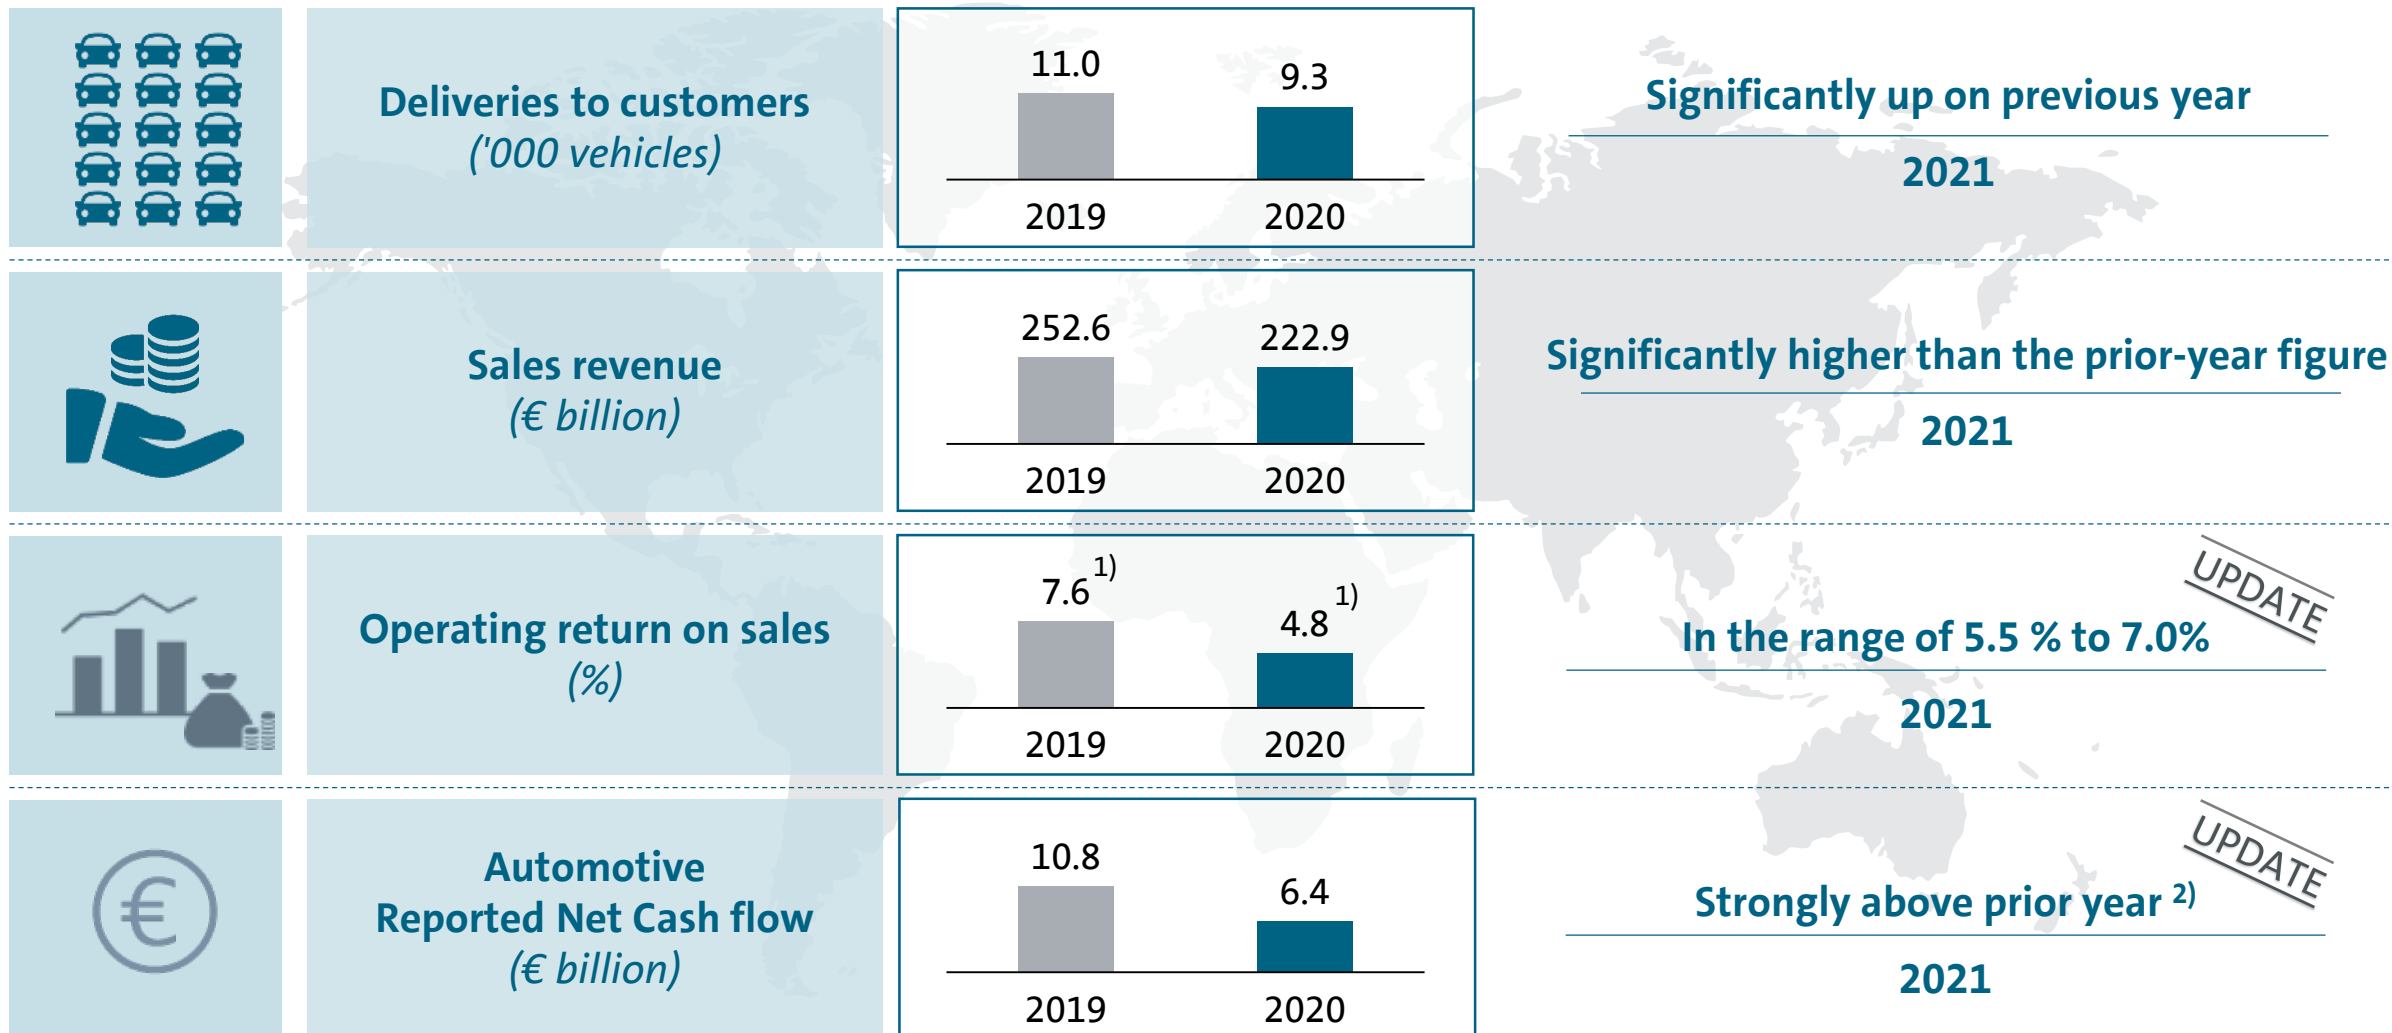 Deliveries to customers
('000 vehicles)
11.0
9.3
2019
2020
Significantly up on previous year
2021
Sales revenue
(€ billion)
252.6
222.9
2019
2020
Significantly higher than the prior-year figure
2021
Operating return on sales
(%)
7.6 1)
4.8 1)
2019
2020
UPDATE
In the range of 5.5 % to 7.0%
2021
€
Automotive
Reported Net Cash flow
(€ billion)
10.8
6.4
2019
2020
UPDATE
Strongly above prior year 2)
2021